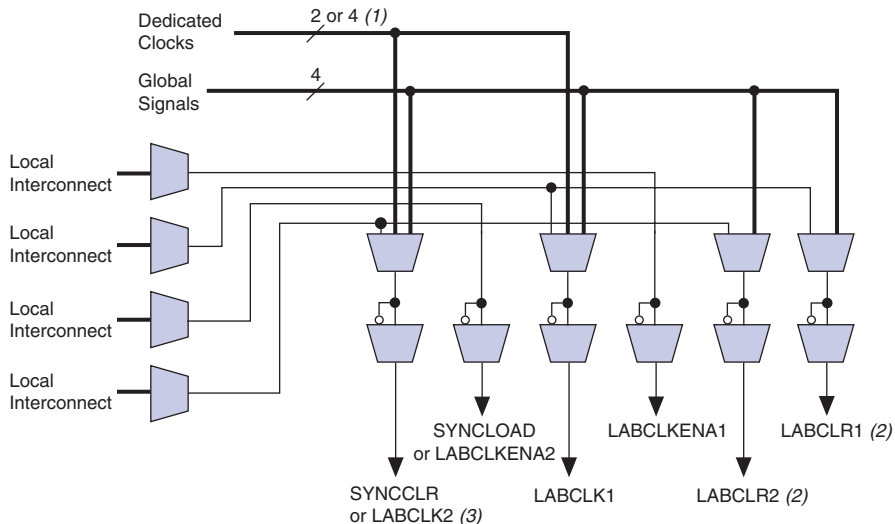 Dedicated
Clocks
2 or 4 (1)
Global
Signals
4
Local
Interconnect
Local
Interconnect
Local
Interconnect
Local
Interconnect
SYNCLOAD
or LABCLKENA2
LABCLKENA1
LABCLR1 (2)
SYNCCLR
or LABCLK2 (3)
LABCLK1
LABCLR2 (2)